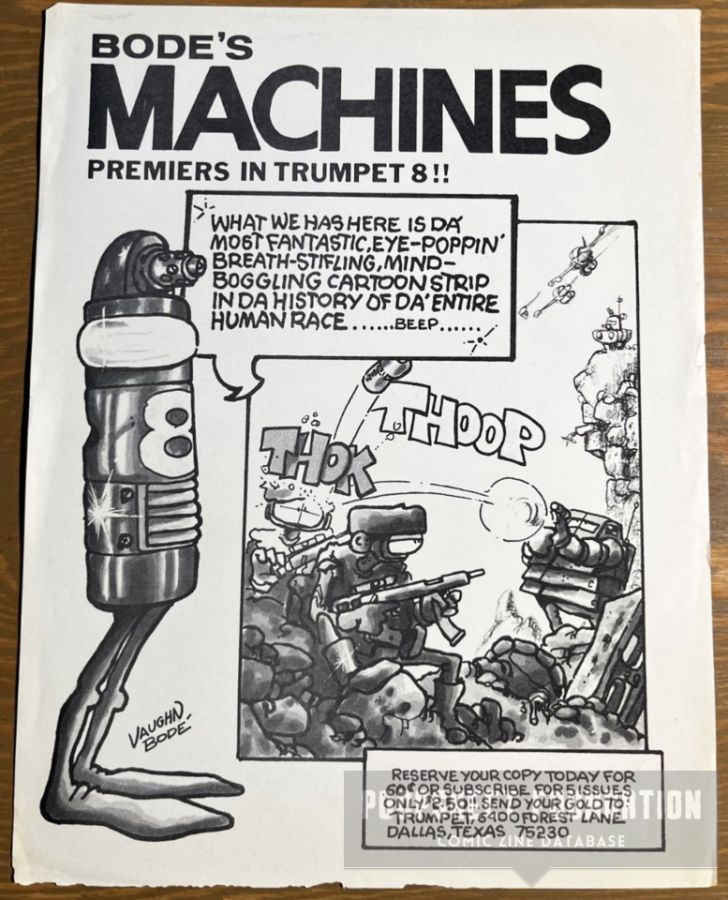 BODE'S
MACHINES
PREMIERS IN TRUMPET 8!!
WHAT WE HAS HERE IS DA'
MOST FANTASTIC, EYE-POPPIN'
BREATH-STIFLING, MIND-
BOGGLING CARTOON STRIP
IN DA HISTORY OF DA' ENTIRE
HUMAN RACE......BEEP......
THOOP
THOK
8
VAUGHN
BODÉ
RESERVE YOUR COPY TODAY FOR
60¢ OR SUBSCRIBE FOR 5 ISSUES
ONLY $2.50!! SEND YOUR GOLD TO
TRUMPET, 6400 FOREST LANE
DALLAS, TEXAS 75230
COMIC ZINE DATABASE